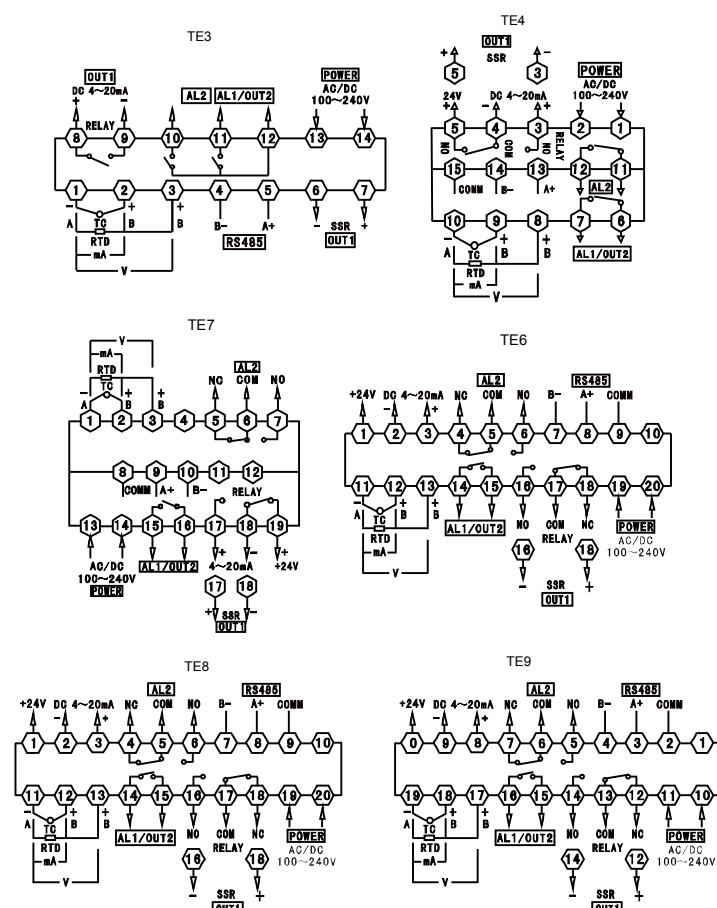 TE3
OUT1
DC 4~20mA
+ -
RELAY
AL2 AL1/OUT2
POWER
AC/DC
100~240V
8 9 10 11 12 13 14
1 2 3 4 5 6 7
- + +
A TC B B B- A+ - SSR +
RTD RS485 OUT1
mA
V
TE4
OUT1
+ SSR -
5 3
POWER
AC/DC
100~240V
24V DC 4~20mA
+ - +
5 4 3 2 1
NO COM NO RELAY
15 14 13 12 11
COMM B- A+ AL2
10 9 8 7 6
- + +
A TC B B AL1/OUT2
RTD
mA
V
TE7
V
mA
RTD
TC
A - + B + B
AL2
NC COM NO
1 2 3 4 5 6 7
8 9 10 11 12
COMM A+ B- RELAY
13 14 15 16 17 18 19
AC/DC AL1/OUT2 + - +
100~240V 4~20mA +24V
POWER
17 18
+ SSR -
OUT1
TE6
AL2 RS485
+24V DC 4~20mA NC COM NO B- A+ COMM
- +
1 2 3 4 5 6 7 8 9 10
11 12 13 14 15 16 17 18 19 20
- + +
A TC B B AL1/OUT2 NO COM NC POWER
RTD RELAY AC/DC
mA 16 18 100~240V
V
- SSR +
OUT1
TE8
AL2 RS485
+24V DC 4~20mA NC COM NO B- A+ COMM
- +
1 2 3 4 5 6 7 8 9 10
11 12 13 14 15 16 17 18 19 20
- + +
A TC B B AL1/OUT2 NO COM NC POWER
RTD RELAY AC/DC
mA 16 18 100~240V
V
- SSR +
OUT1
TE9
AL2 RS485
+24V DC 4~20mA NC COM NO B- A+ COMM
- +
0 9 8 7 6 5 4 3 2 1
19 18 17 16 15 14 13 12 11 10
- + +
A TC B B AL1/OUT2 NO COM NC POWER
RTD RELAY AC/DC
mA 14 12 100~240V
V
- SSR +
OUT1